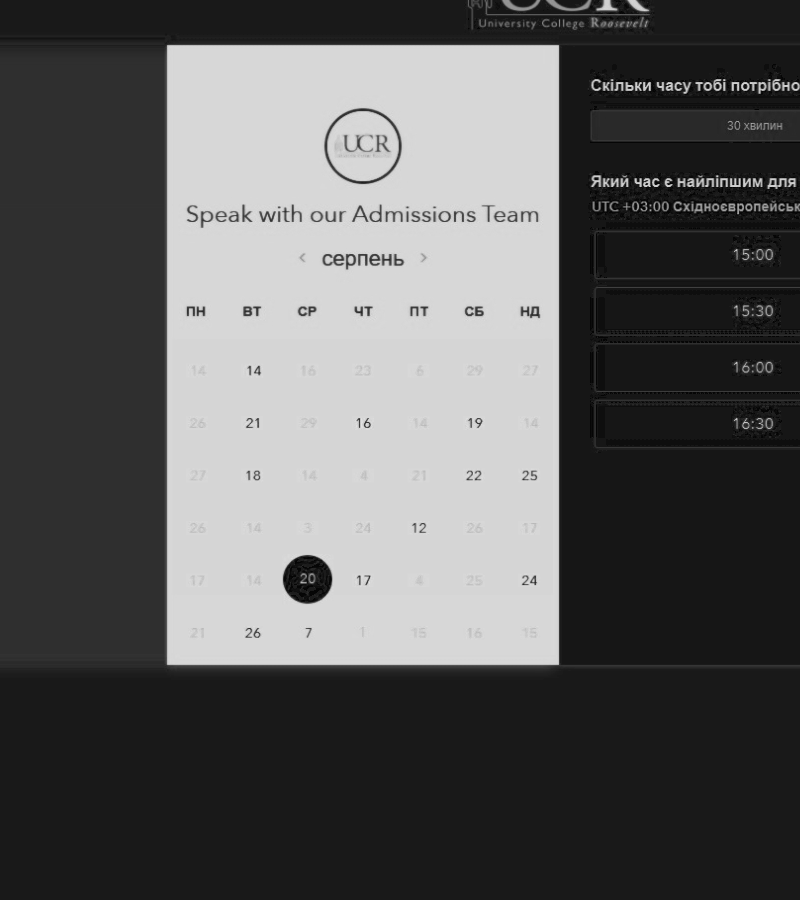 UCR
University College Roosevelt
UCR
Speak with our Admissions Team
‹ серпень ›
ПН ВТ СР ЧТ ПТ СБ НД
14 14 16 23 6 29 27
26 21 29 16 14 19 14
27 18 14 4 21 22 25
26 14 3 24 12 26 17
17 14 20 17 4 25 24
21 26 7 1 15 16 15
Скільки часу тобі потрібно
30 хвилин
Який час є найліпшим для
UTC +03:00 Східноєвропейськ
15:00
15:30
16:00
16:30